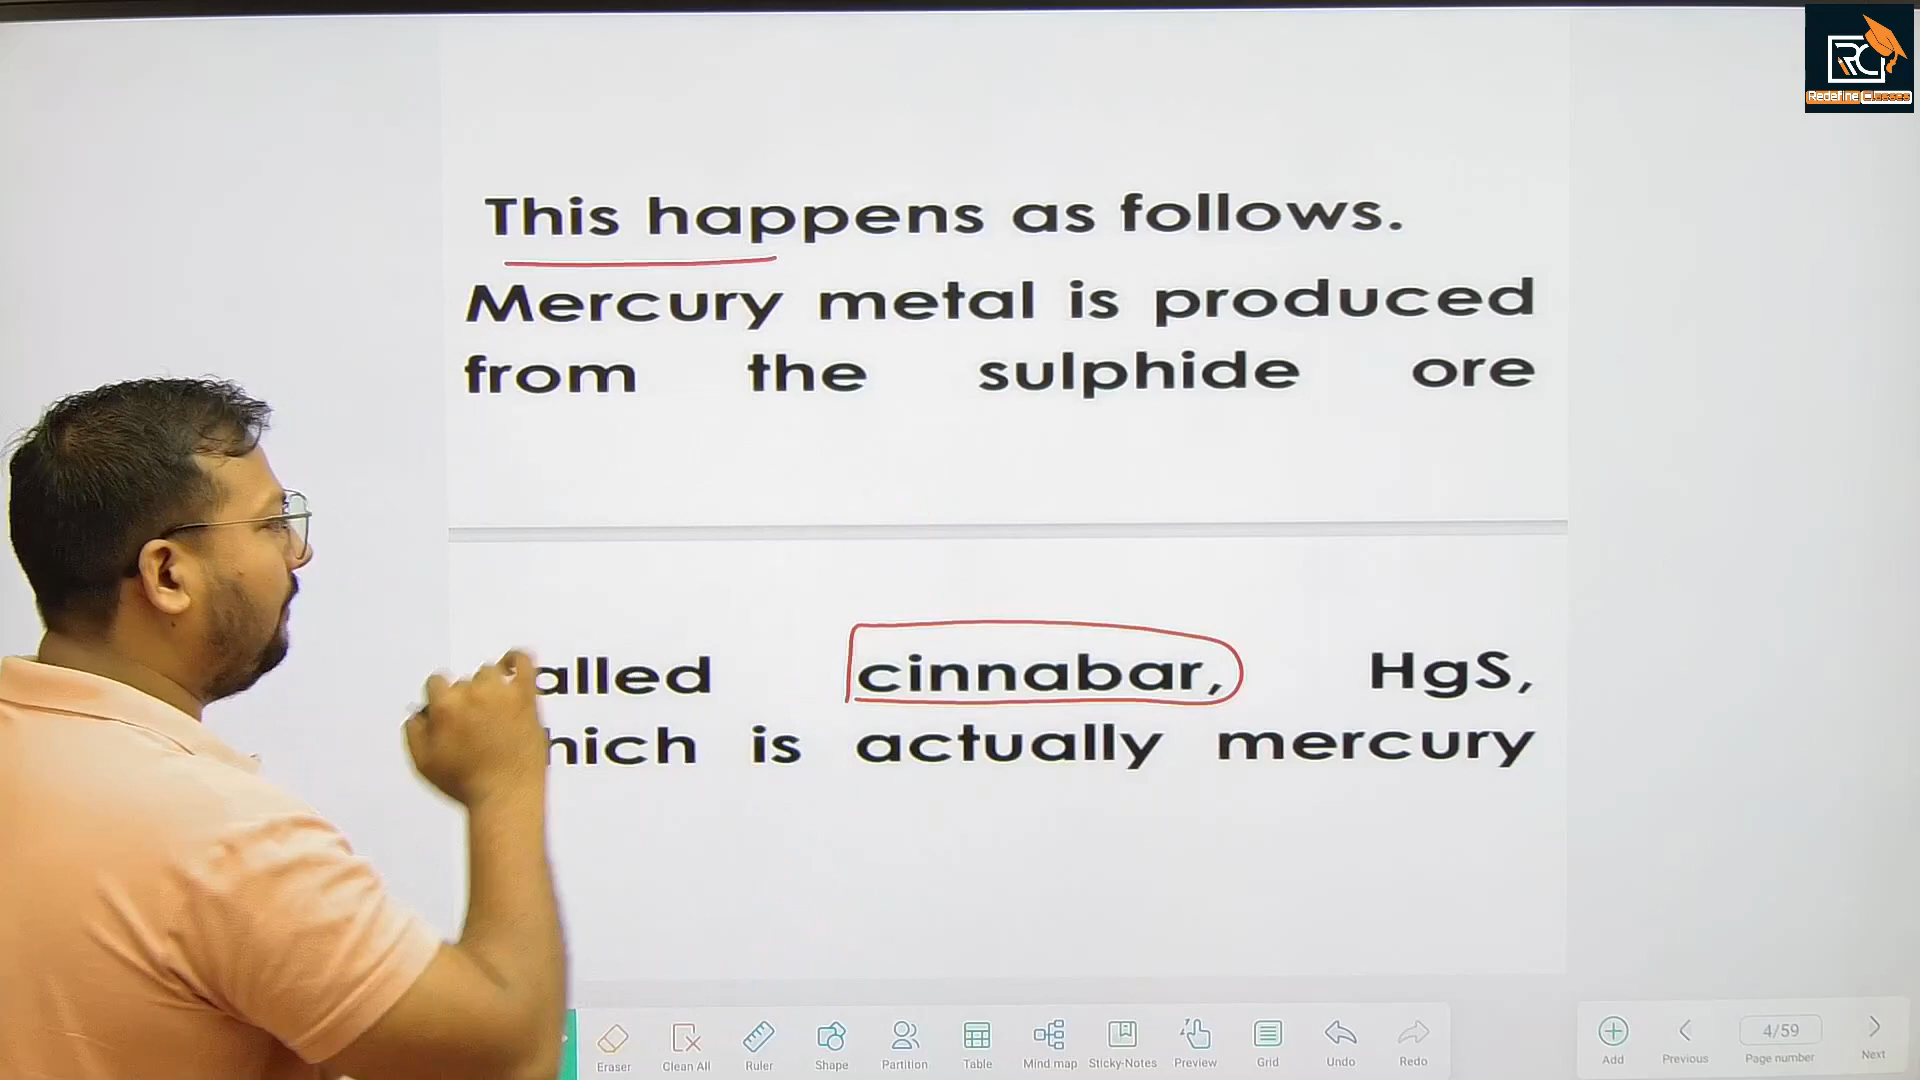 RC
Redefine Classes
This happens as follows.
Mercury metal is produced
from the sulphide ore
alled cinnabar, HgS,
hich is actually mercury
Eraser
Clean All
Ruler
Shape
Partition
Table
Mind map
Sticky-Notes
Preview
Grid
Undo
Redo
Add
Previous
4/59
Page number
Next